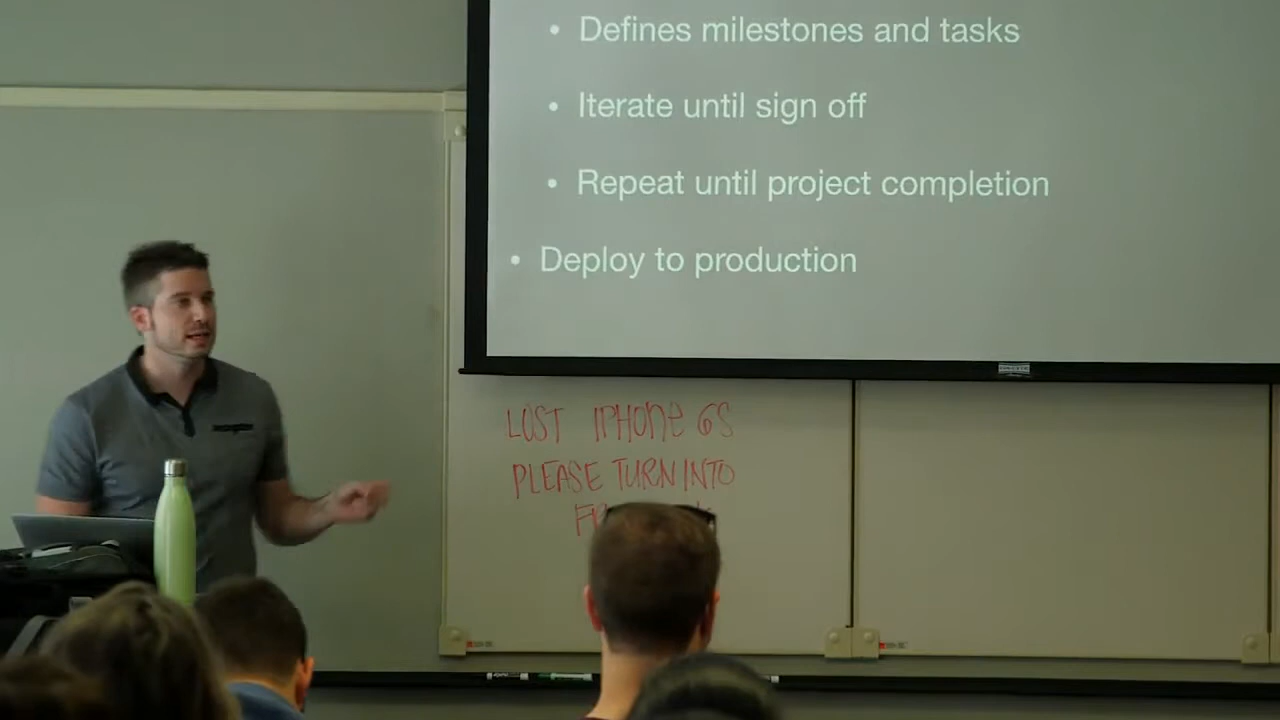 • Defines milestones and tasks
• Iterate until sign off
• Repeat until project completion
• Deploy to production
LOST IPHONE 6S
PLEASE TURN INTO